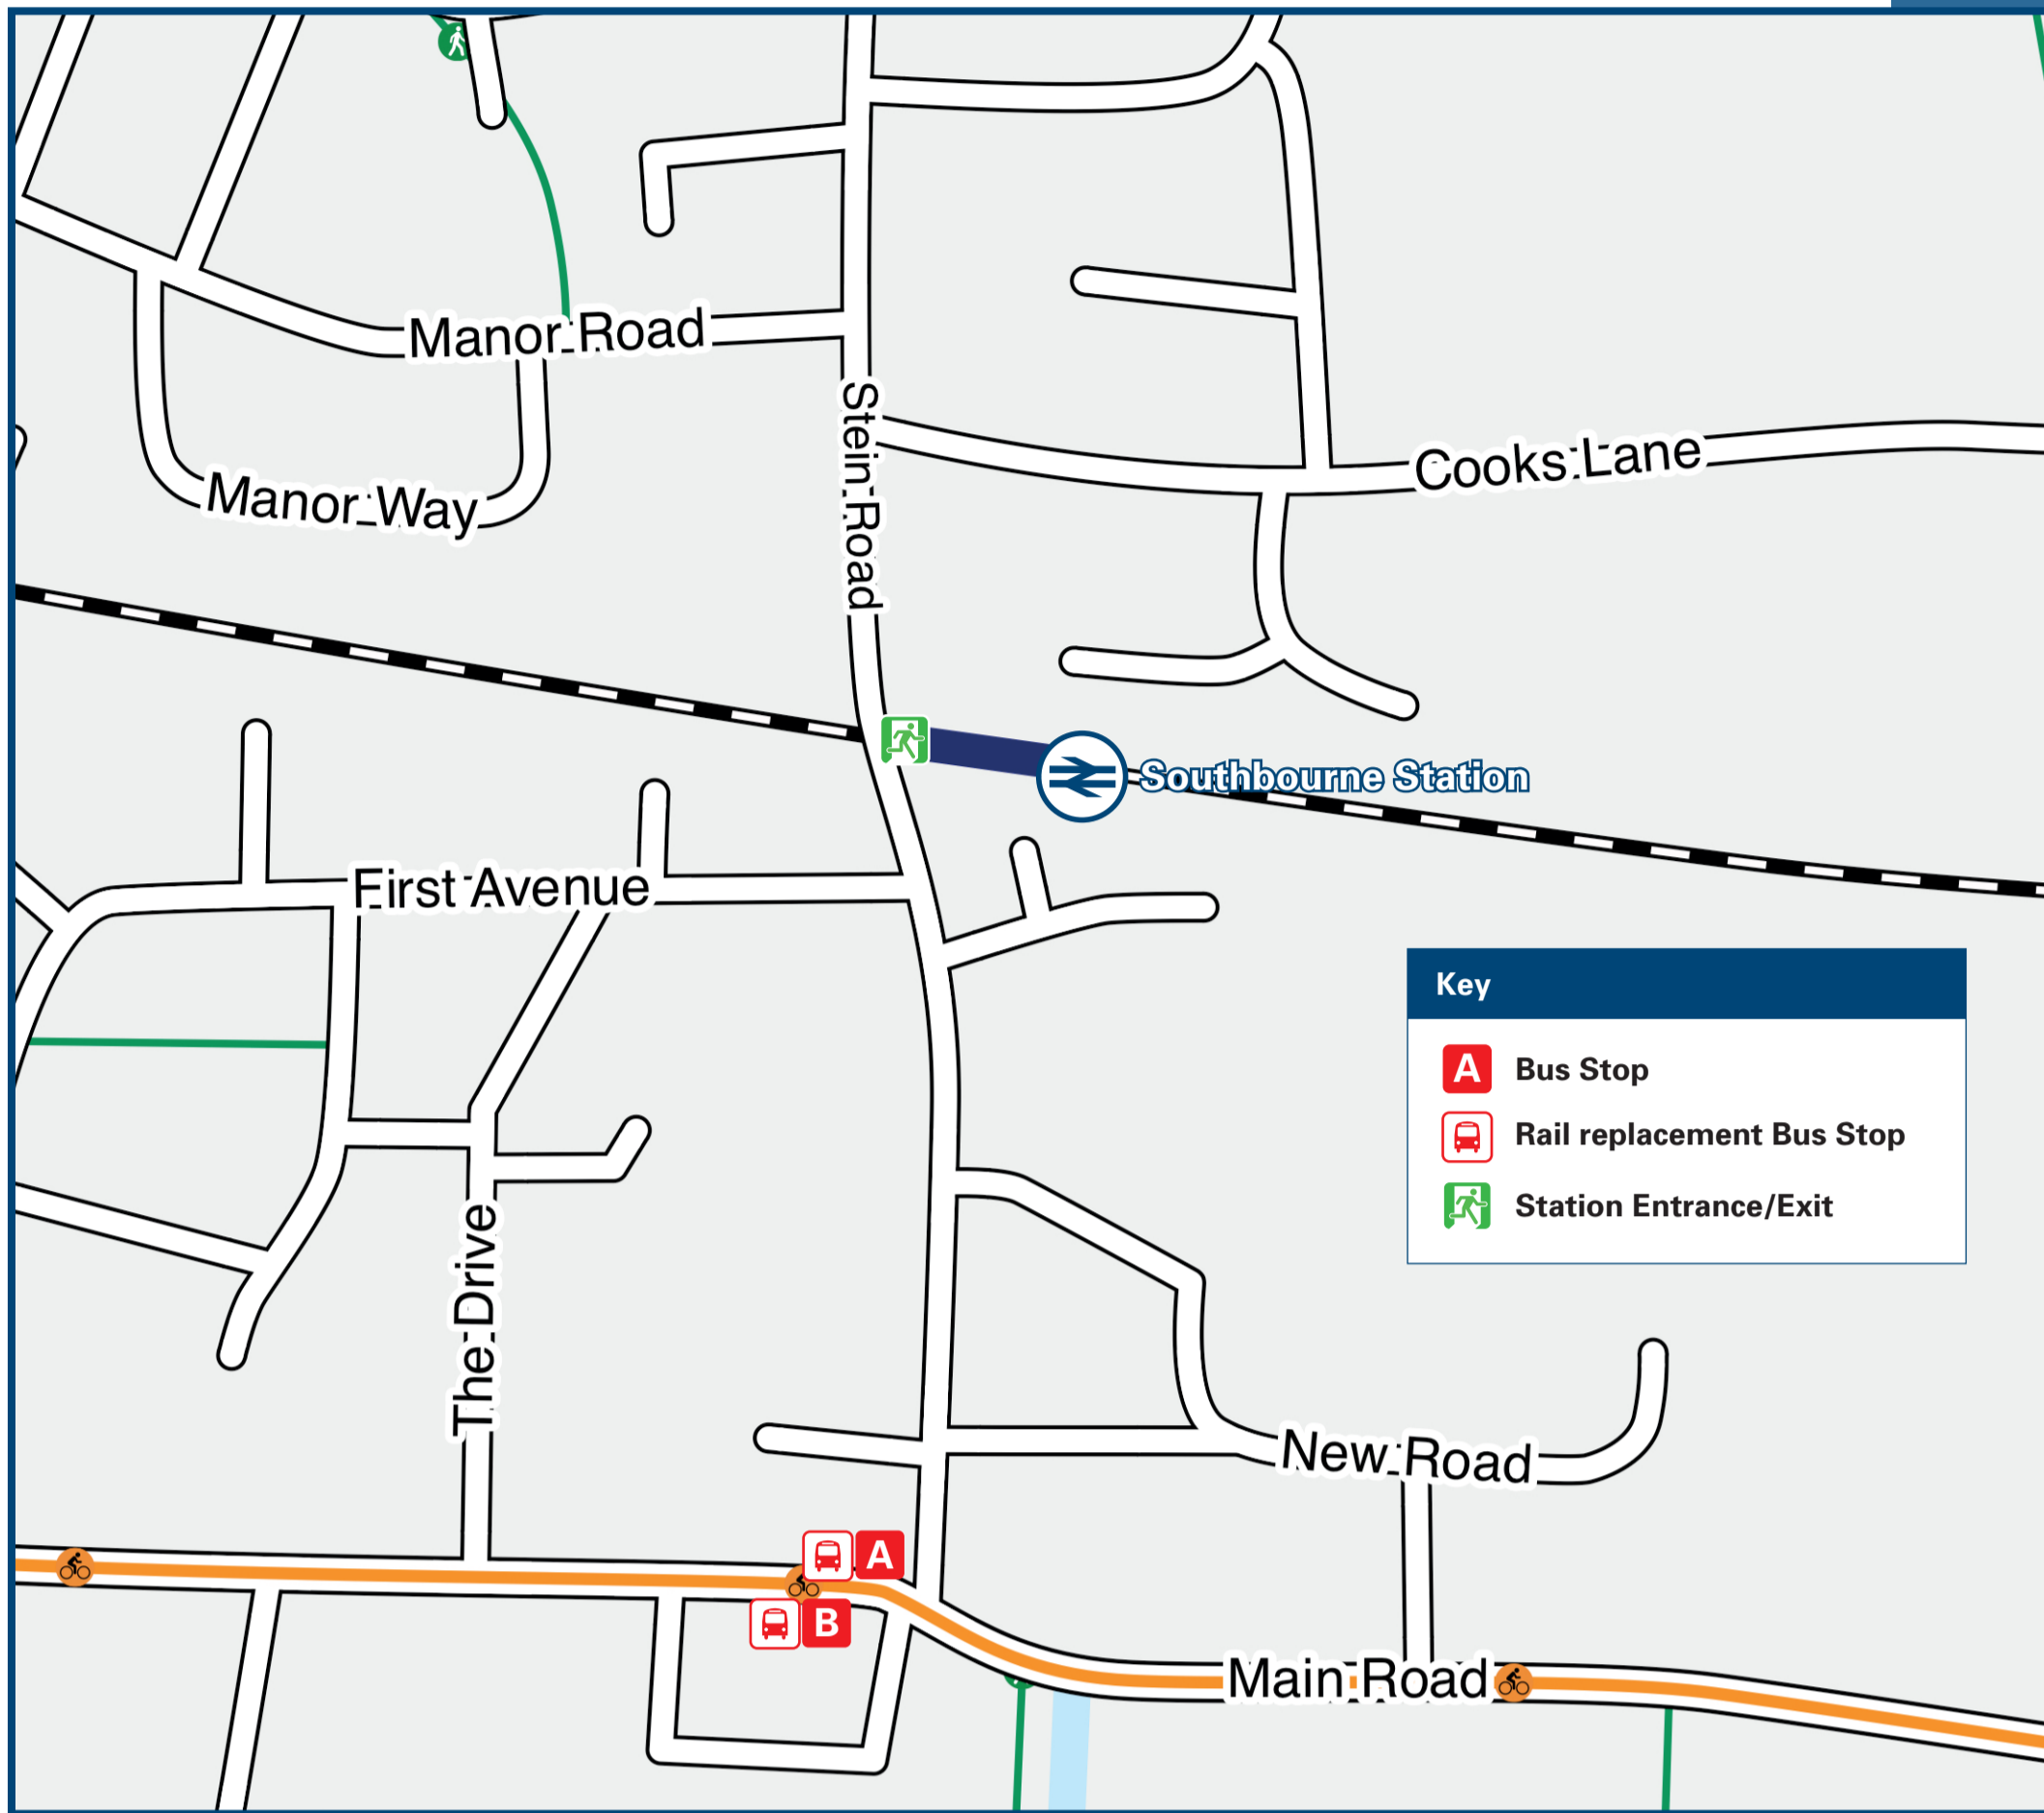 Manor Road
Stein Road
Cooks Lane
Manor Way
Southbourne Station
First Avenue
Key
A Bus Stop
Rail replacement Bus Stop
Station Entrance/Exit
The Drive
New Road
A
B
Main Road